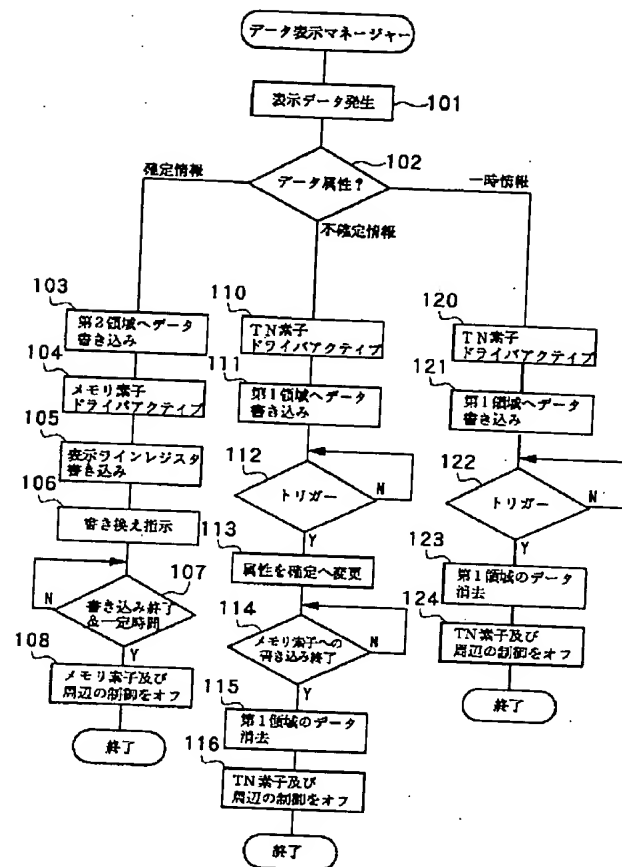 データ表示マネージャー
表示データ発生
101
102
データ属性?
確定情報
一時情報
不確定情報
103
第2領域へデータ
書き込み
104
メモリ素子
ドライバアクティブ
105
表示ラインレジスタ
書き込み
106
書き換え指示
107
書き込み終了
&一定時間
N
Y
108
メモリ素子及び
周辺の制御をオフ
終了
110
TN素子
ドライバアクティブ
111
第1領域へデータ
書き込み
112
トリガー
N
Y
113
属性を確定へ変更
114
メモリ素子への
書き込み終了
N
Y
115
第1領域のデータ
消去
116
TN素子及び
周辺の制御をオフ
終了
120
TN素子
ドライバアクティブ
121
第1領域へデータ
書き込み
122
トリガー
N
Y
123
第1領域のデータ
消去
124
TN素子及び
周辺の制御をオフ
終了